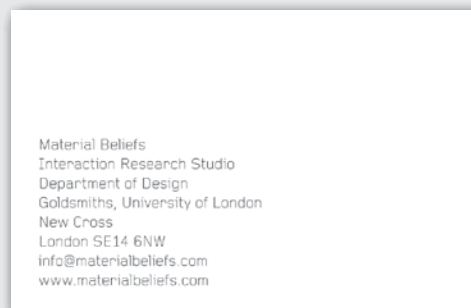 Material Beliefs
Interaction Research Studio
Department of Design
Goldsmiths, University of London
New Cross
London SE14 6NW
info@materialbeliefs.com
www.materialbeliefs.com